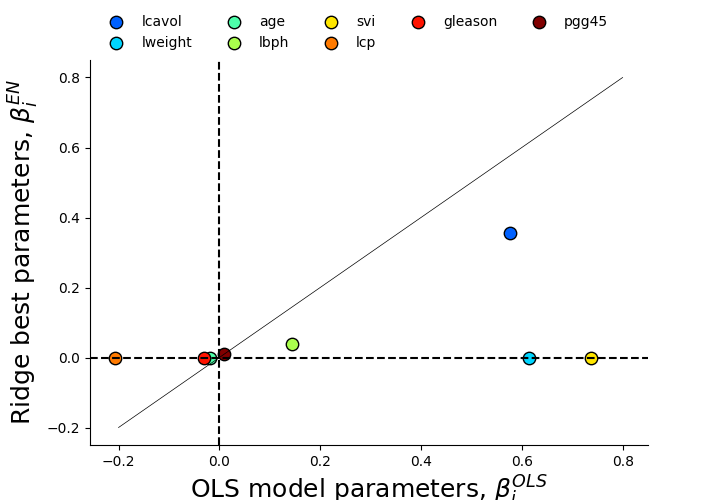 lcavol age svi gleason pgg45
lweight lbph lcp
Ridge best parameters, $\beta_i^{EN}$
0.8
0.6
0.4
0.2
0.0
−0.2
−0.2 0.0 0.2 0.4 0.6 0.8
OLS model parameters, $\beta_i^{OLS}$